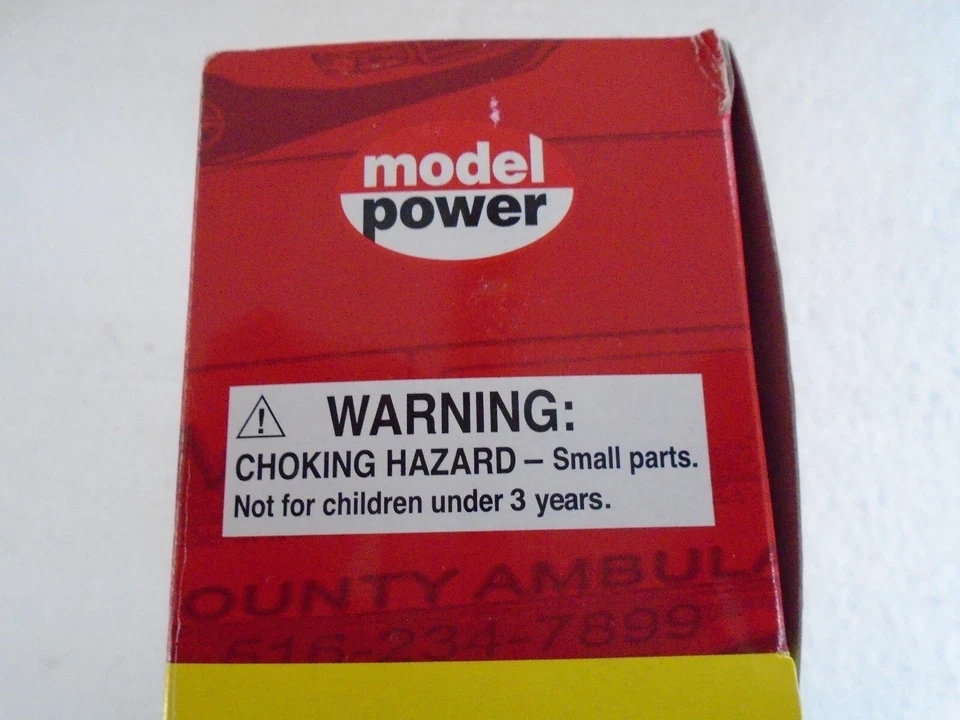 model
power
WARNING:
CHOKING HAZARD – Small parts.
Not for children under 3 years.
OUNTY AMBULA
516-234-7899